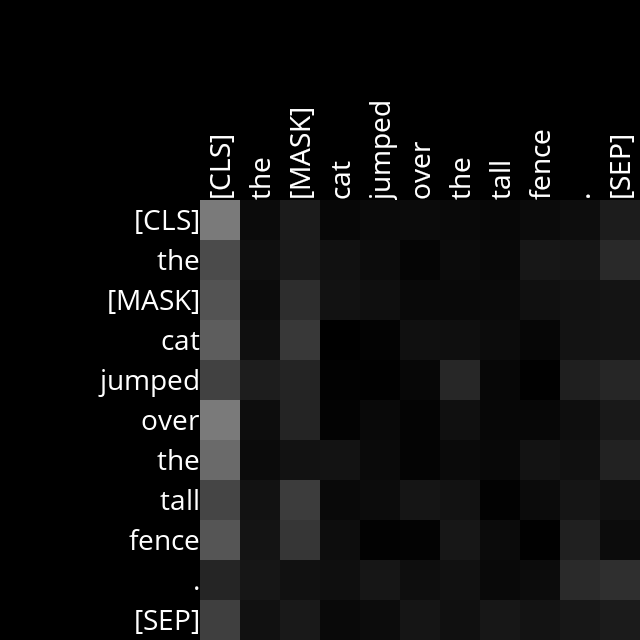 [CLS] the [MASK] cat jumped over the tall fence . [SEP]
[CLS]
the
[MASK]
cat
jumped
over
the
tall
fence
.
[SEP]